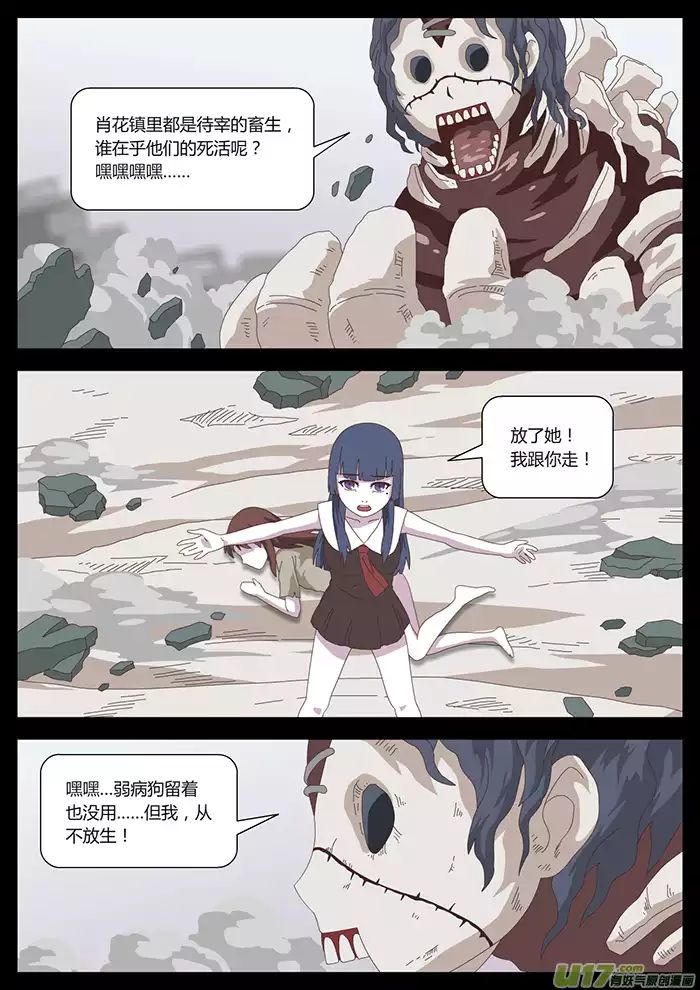 肖花镇里都是待宰的畜生，
谁在乎他们的死活呢？
嘿嘿嘿嘿……
放了她！
我跟你走！
嘿嘿…弱病狗留着
也没用……但我，从
不放生！
U17.com
有妖气原创漫画